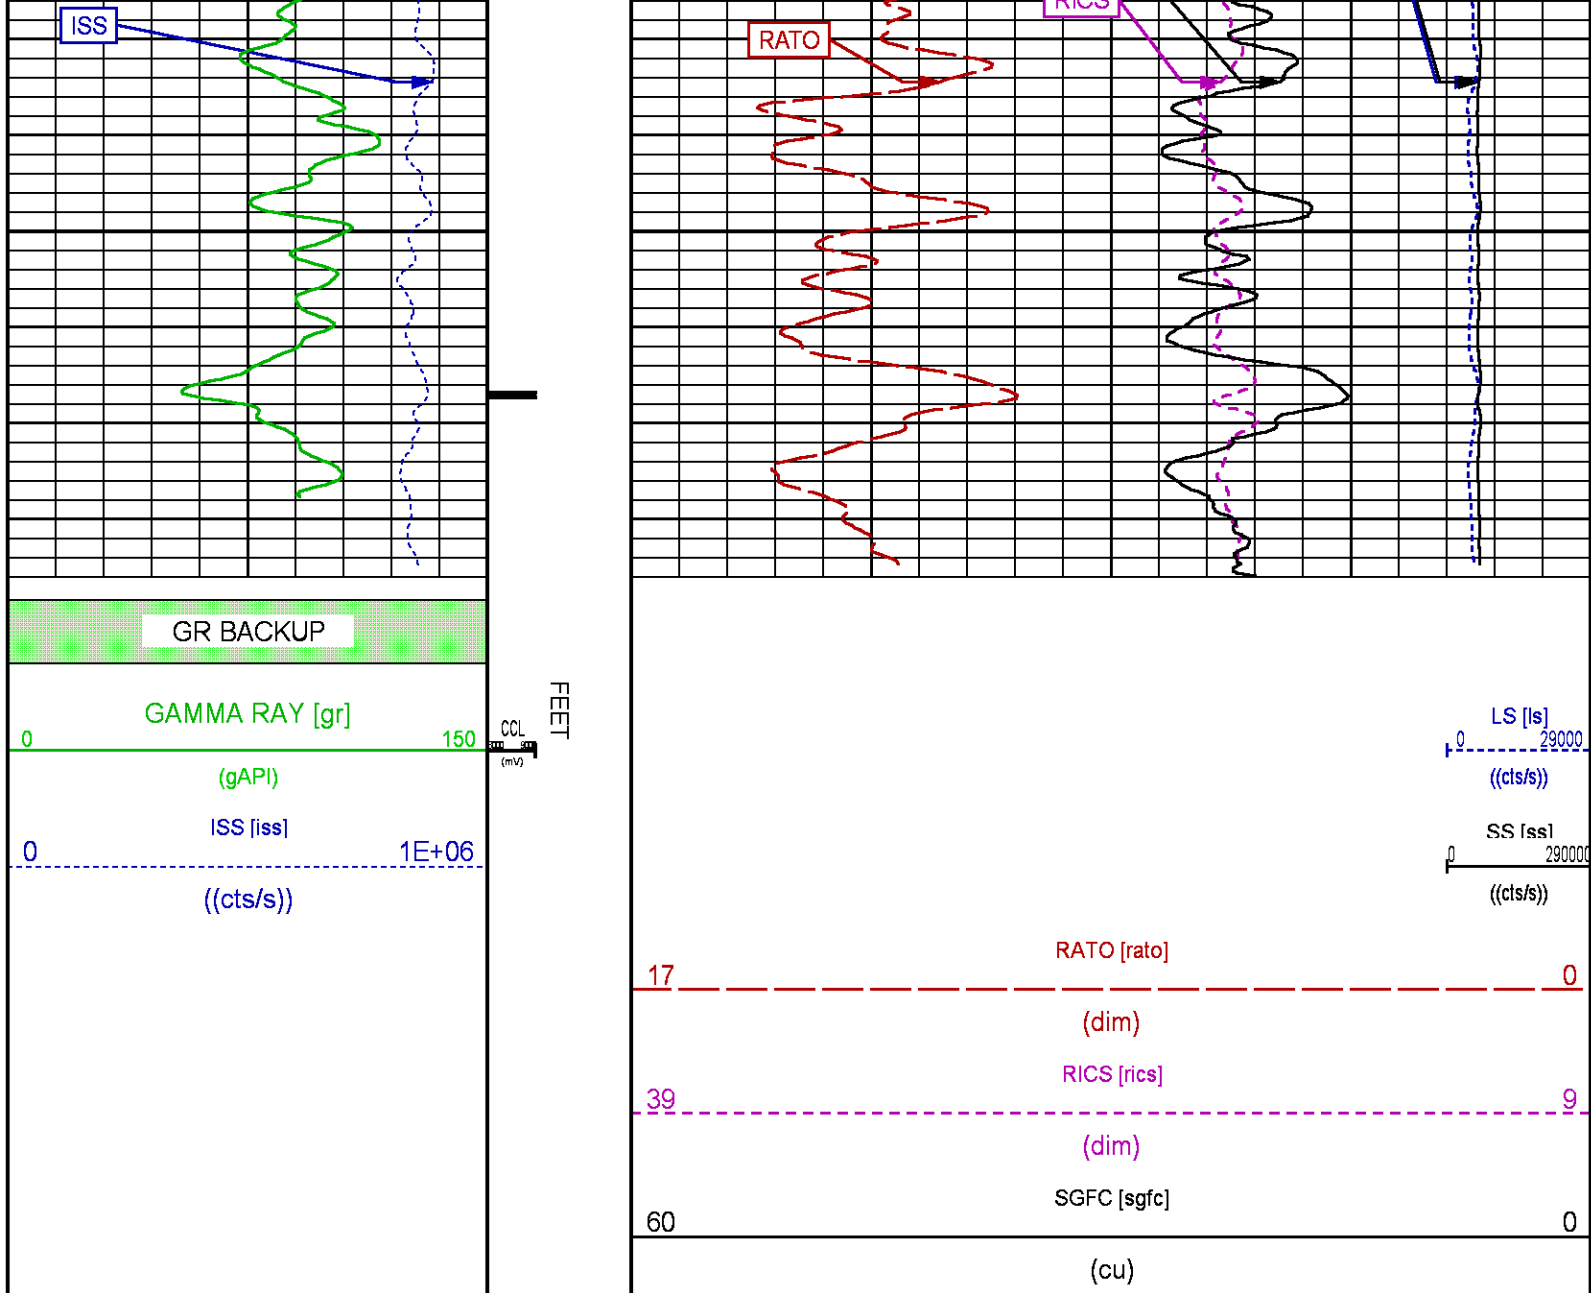 ISS
RATO
RICS
GR BACKUP
FEET
GAMMA RAY [gr]
0 150
(gAPI)
CCL
(mV)
ISS [iss]
0 1E+06
((cts/s))
LS [ls]
0 29000
((cts/s))
SS [ss]
0 290000
((cts/s))
RATO [rato]
17 0
(dim)
RICS [rics]
39 9
(dim)
SGFC [sgfc]
60 0
(cu)